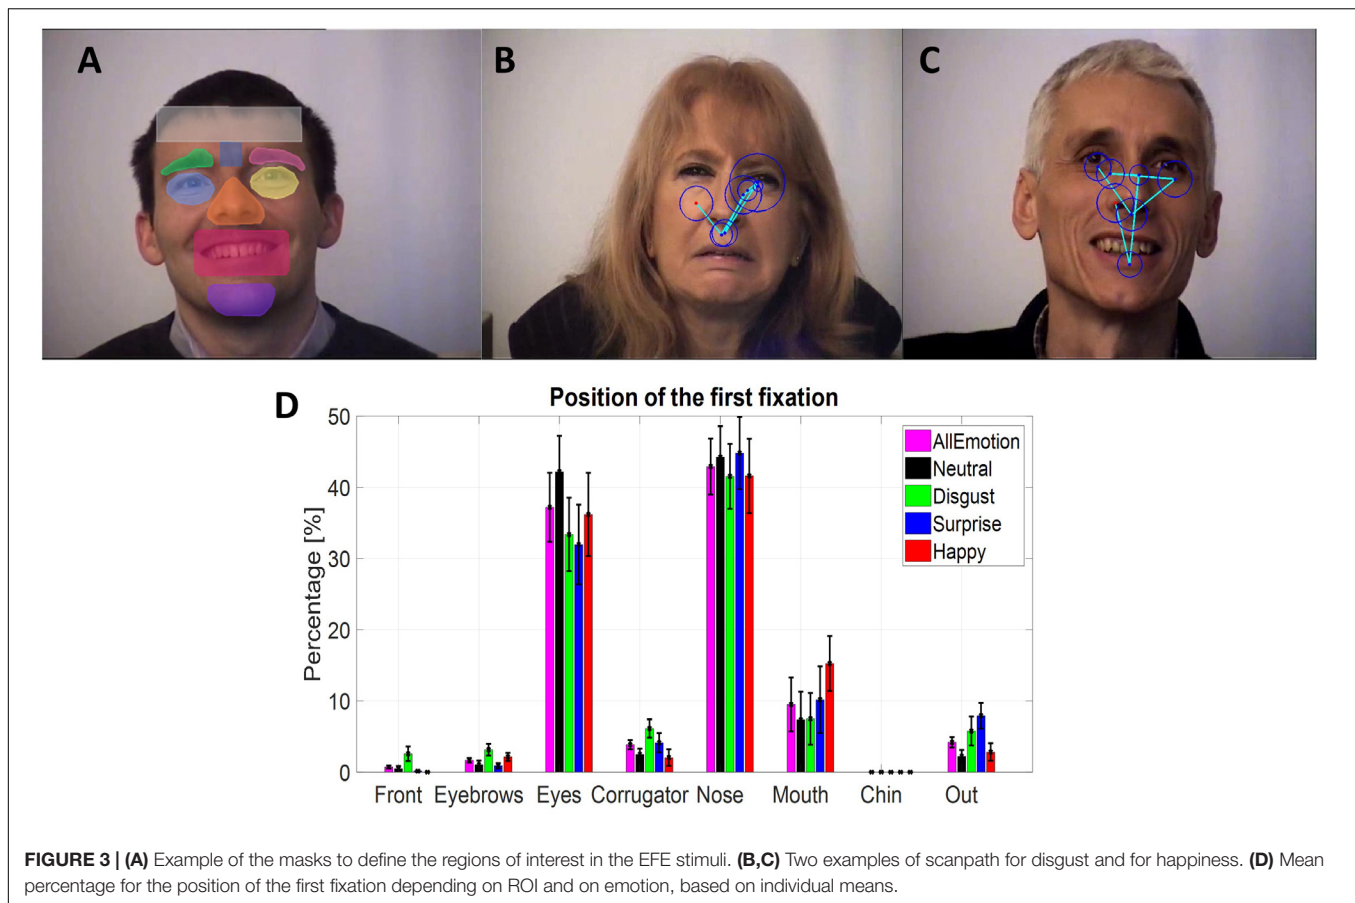 A
B
C
D
Position of the first fixation
50
40
30
20
10
0
Percentage [%]
AllEmotion
Neutral
Disgust
Surprise
Happy
Front Eyebrows Eyes Corrugator Nose Mouth Chin Out
FIGURE 3 | (A) Example of the masks to define the regions of interest in the EFE stimuli. (B,C) Two examples of scanpath for disgust and for happiness. (D) Mean
percentage for the position of the first fixation depending on ROI and on emotion, based on individual means.